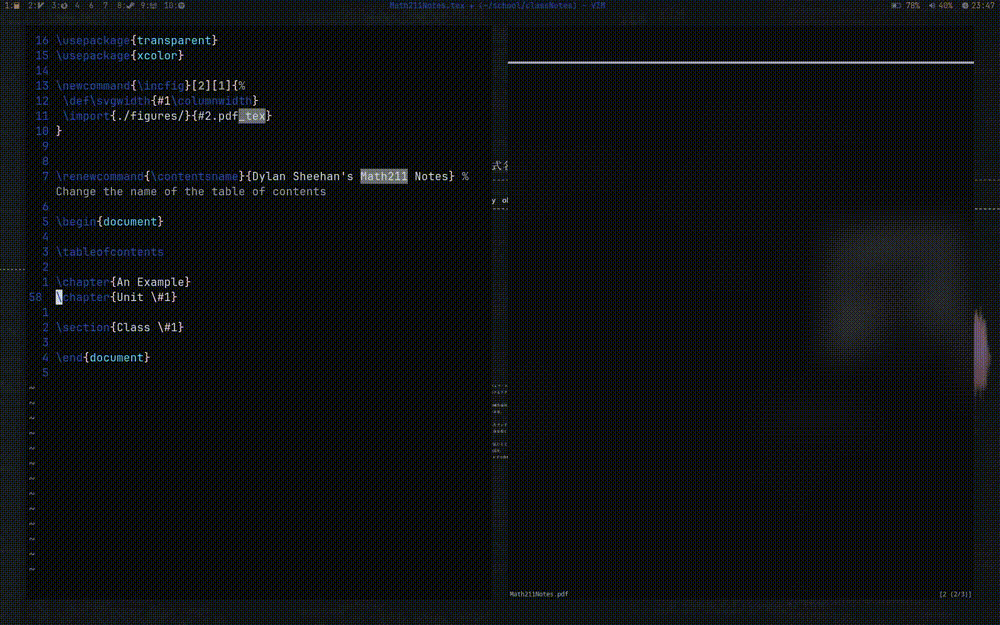 1: 2: 3: 4 6 7 8: 9: 10: Math211Notes.tex + (~/school/classNotes) - VIM 78% 40% 23:47
16 \usepackage{transparent}
15 \usepackage{xcolor}
14
13 \newcommand{\incfig}[2][1]{%
12 \def\svgwidth{#1\columnwidth}
11 \import{./figures/}{#2.pdf_tex}
10 }
9
8
7 \renewcommand{\contentsname}{Dylan Sheehan's Math211 Notes} %
Change the name of the table of contents
6
5 \begin{document}
4
3 \tableofcontents
2
1 \chapter{An Example}
58 \chapter{Unit \#1}
1
2 \section{Class \#1}
3
4 \end{document}
5
~
~
~
~
~
~
~
~
~
~
~
~
~
式
y
Math211Notes.pdf [2 (2/3)]